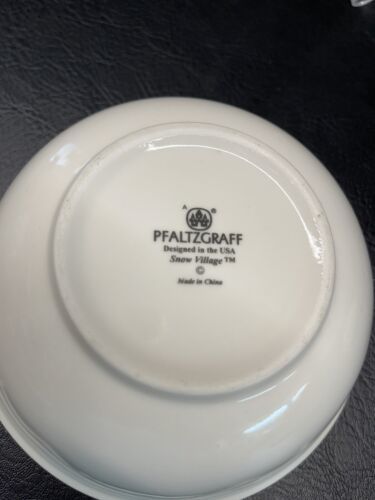 A ®
PFALTZGRAFF
Designed in the USA
Snow Village™
©
Made in China